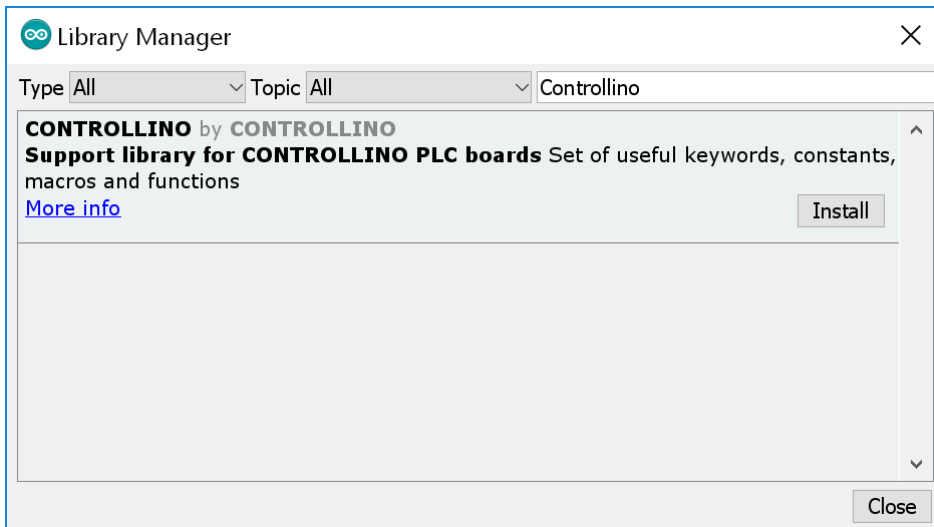 Library Manager
Type All Topic All Controllino
CONTROLLINO by CONTROLLINO
Support library for CONTROLLINO PLC boards Set of useful keywords, constants,
macros and functions
More info
Install
Close